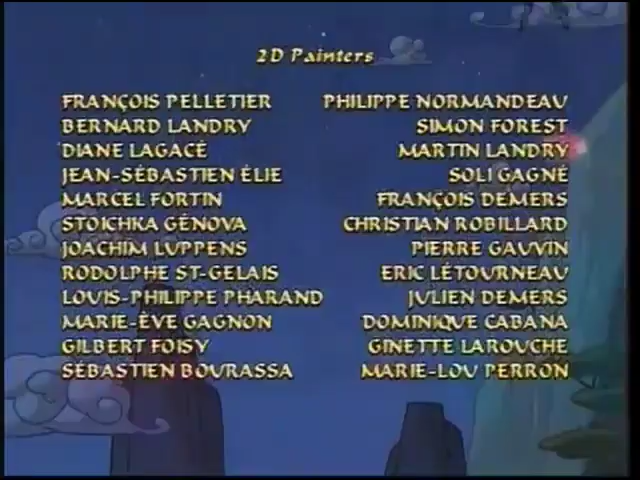 2D Painters
FRANÇOIS PELLETIER PHILIPPE NORMANDEAU
BERNARD LANDRY SIMON FOREST
DIANE LAGACÉ MARTIN LANDRY
JEAN-SÉBASTIEN ÉLIE SOLI GAGNÉ
MARCEL FORTIN FRANÇOIS DEMERS
STOICHKA GÉNOVA CHRISTIAN ROBILLARD
JOACHIM LUPPENS PIERRE GAUVIN
RODOLPHE ST-GELAIS ERIC LÉTOURNEAU
LOUIS-PHILIPPE PHARAND JULIEN DEMERS
MARIE-ÈVE GAGNON DOMINIQUE CABANA
GILBERT FOISY GINETTE LAROUCHE
SÉBASTIEN BOURASSA MARIE-LOU PERRON